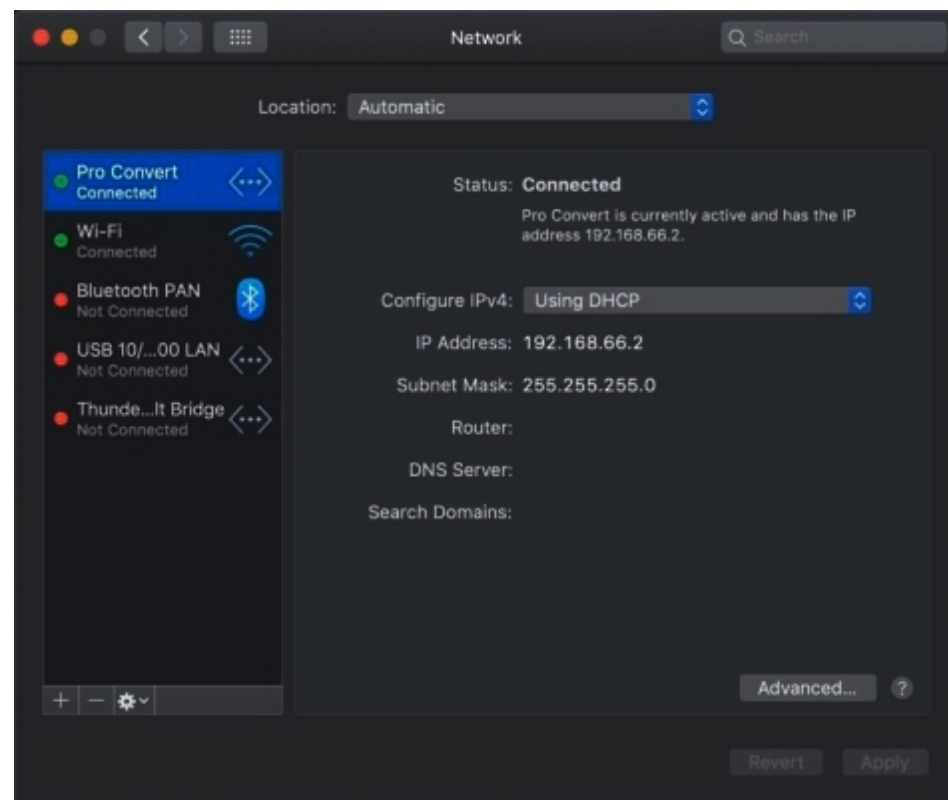 Network
Search
Location: Automatic
Pro Convert
Connected
Wi-Fi
Connected
Bluetooth PAN
Not Connected
USB 10/...00 LAN
Not Connected
Thunde...lt Bridge
Not Connected
Status: Connected
Pro Convert is currently active and has the IP
address 192.168.66.2.
Configure IPv4: Using DHCP
IP Address: 192.168.66.2
Subnet Mask: 255.255.255.0
Router:
DNS Server:
Search Domains:
Advanced... ?
Revert Apply